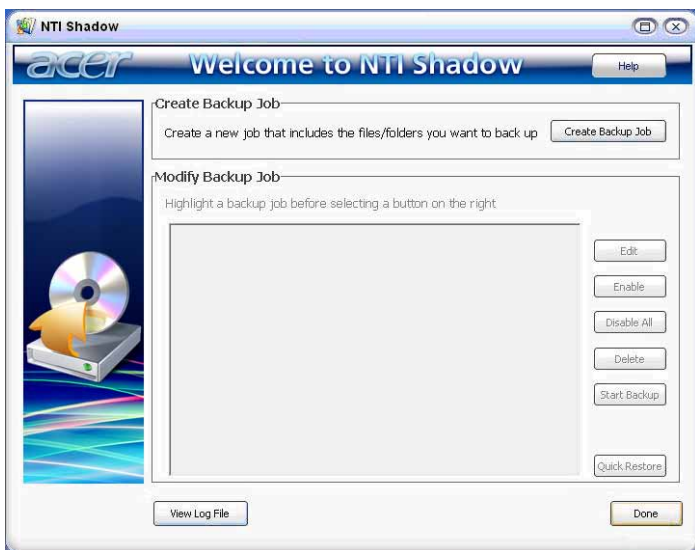 NTI Shadow
acer Welcome to NTI Shadow Help
Create Backup Job
Create a new job that includes the files/folders you want to back up Create Backup Job
Modify Backup Job
Highlight a backup job before selecting a button on the right
Edit
Enable
Disable All
Delete
Start Backup
Quick Restore
View Log File Done